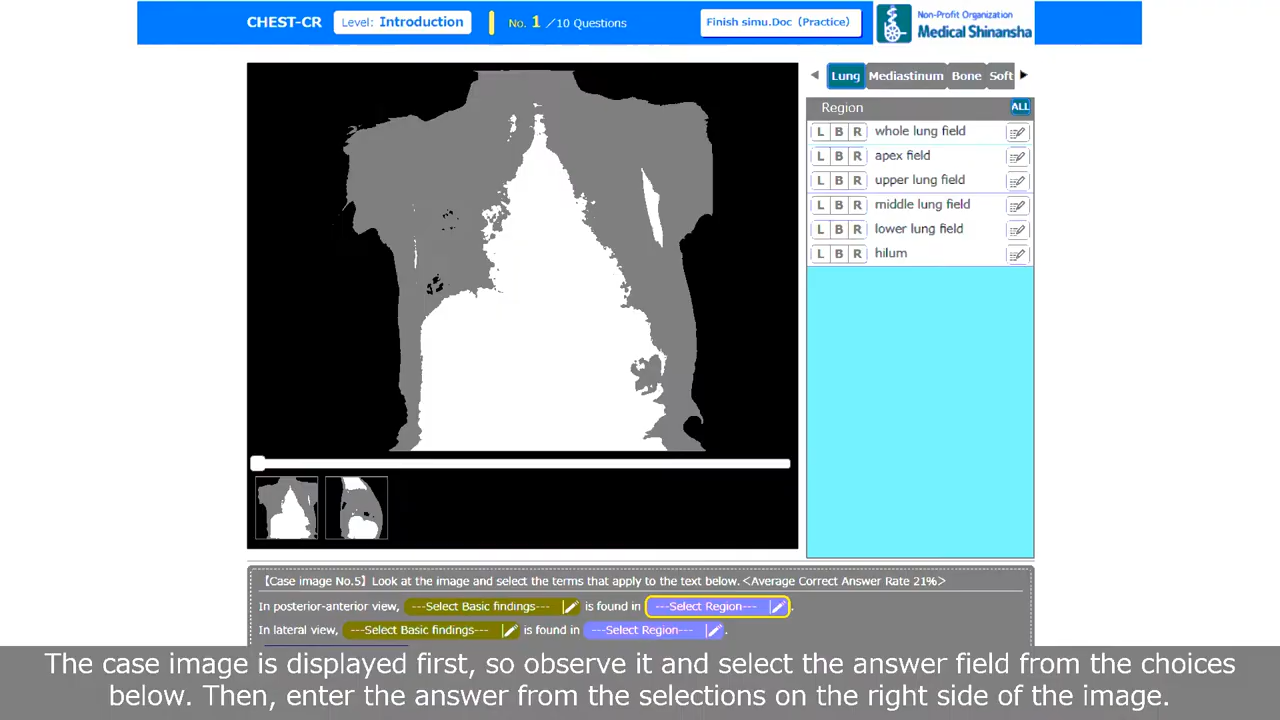 CHEST-CR Level: Introduction No. 1 /10 Questions Finish simu.Doc (Practice) Non-Profit Organization
Medical Shinansha
Lung Mediastinum Bone Soft
Region ALL
L B R whole lung field
L B R apex field
L B R upper lung field
L B R middle lung field
L B R lower lung field
L B R hilum
【Case image No.5】Look at the image and select the terms that apply to the text below. <Average Correct Answer Rate 21%>
In posterior-anterior view, ---Select Basic findings--- is found in ---Select Region--- .
In lateral view, ---Select Basic findings--- is found in ---Select Region--- .
The case image is displayed first, so observe it and select the answer field from the choices
below. Then, enter the answer from the selections on the right side of the image.